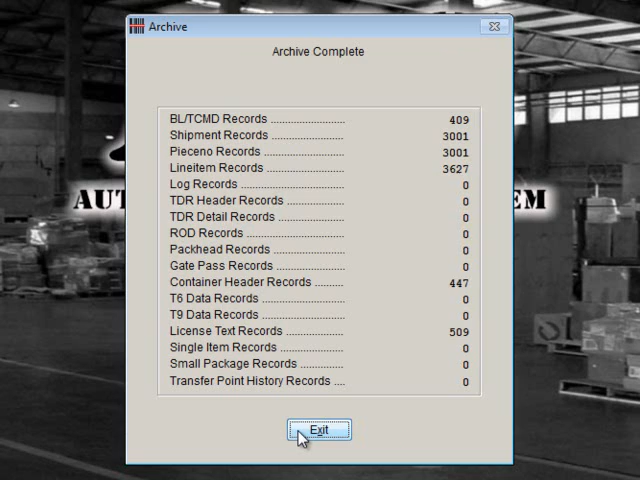 Archive
Archive Complete
BL/TCMD Records .......................... 409
Shipment Records ......................... 3001
Pieceno Records ............................ 3001
Lineitem Records ........................... 3627
Log Records .................................... 0
TDR Header Records ..................... 0
TDR Detail Records ........................ 0
ROD Records .................................. 0
Packhead Records ......................... 0
Gate Pass Records ........................ 0
Container Header Records .......... 447
T6 Data Records ............................. 0
T9 Data Records ............................. 0
License Text Records .................... 509
Single Item Records ....................... 0
Small Package Records ............... 0
Transfer Point History Records .... 0
AUT
EM
Exit